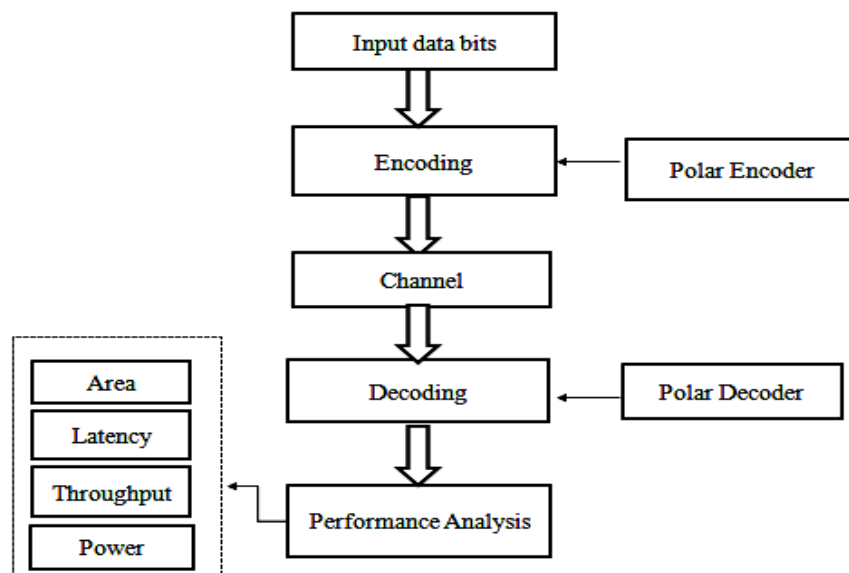 Input data bits
Encoding
Polar Encoder
Channel
Decoding
Polar Decoder
Area
Latency
Throughput
Power
Performance Analysis